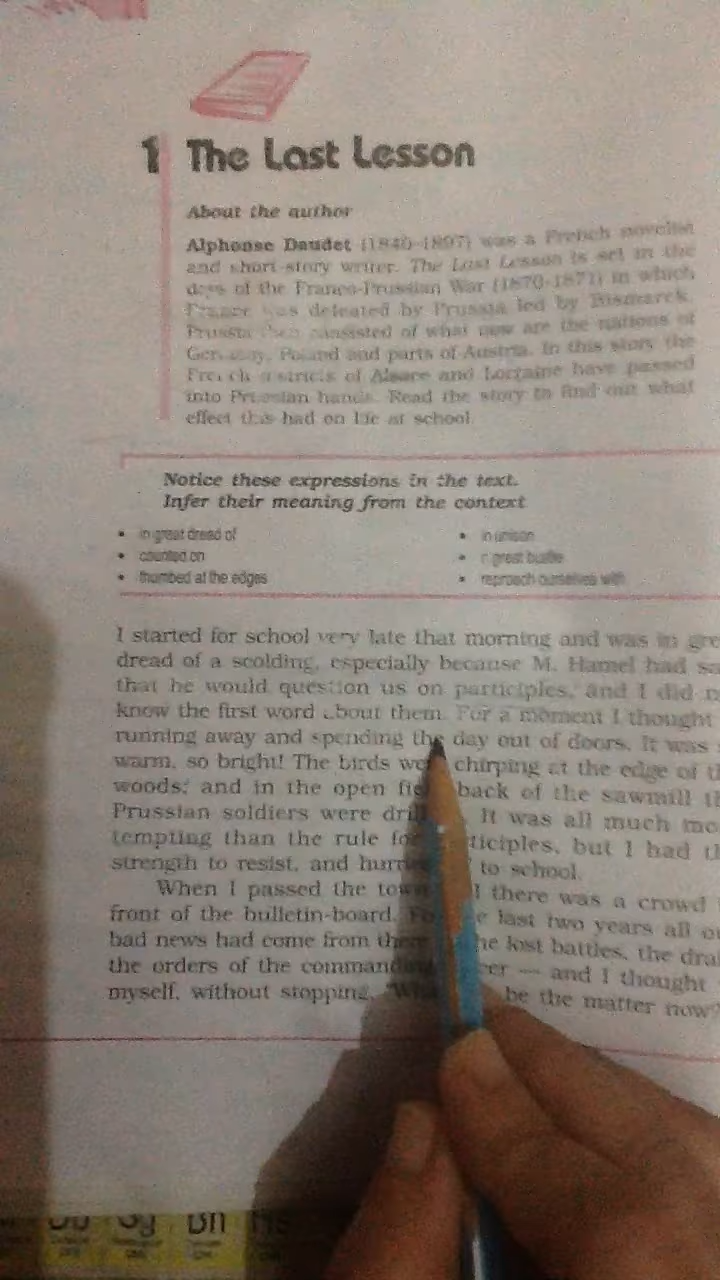 1 The Last Lesson
About the author
Alphonse Daudet (1840-1897) was a French novelist
and short-story writer. The Last Lesson is set in the
days of the Franco-Prussian War (1870-1871) in which
France was defeated by Prussia led by Bismarck.
Prussia then consisted of what now are the nations of
Germany, Poland and parts of Austria. In this story the
French districts of Alsace and Lorraine have passed
into Prussian hands. Read the story to find out what
effect this had on life at school.
Notice these expressions in the text.
Infer their meaning from the context
• in great dread of
• counted on
• thumbed at the edges
• in unison
• great bustle
• reproach ourselves with
I started for school very late that morning and was in
dread of a scolding, especially because M. Hamel had
that he would question us on participles, and I did
know the first word about them. For a moment I thought
running away and spending the day out of doors. It was
warm, so bright! The birds chirping at the edge of
woods; and in the open back of the sawmill
Prussian soldiers were It was all much
tempting than the rule but I had
strength to resist, and to school.
When I passed the there was a crowd
front of the bulletin-board. last two years all
bad news had come from lost battles, the
the orders of the — and I thought
myself, without stopping, be the matter now?
Bh